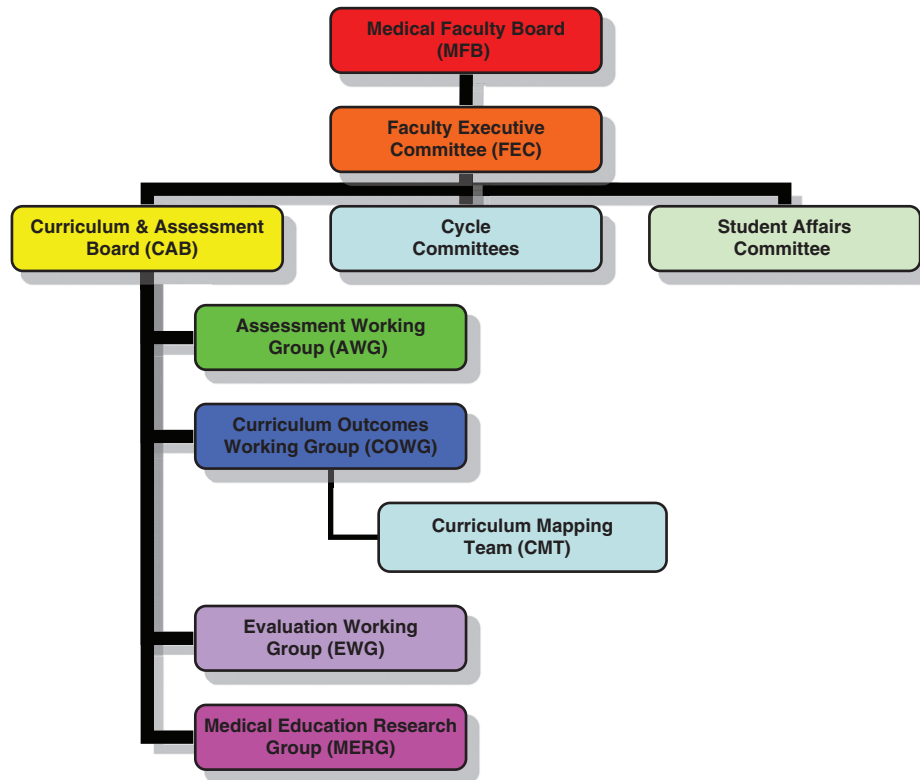 Medical Faculty Board
(MFB)
Faculty Executive
Committee (FEC)
Curriculum & Assessment
Board (CAB)
Cycle
Committees
Student Affairs
Committee
Assessment Working
Group (AWG)
Curriculum Outcomes
Working Group (COWG)
Curriculum Mapping
Team (CMT)
Evaluation Working
Group (EWG)
Medical Education Research
Group (MERG)